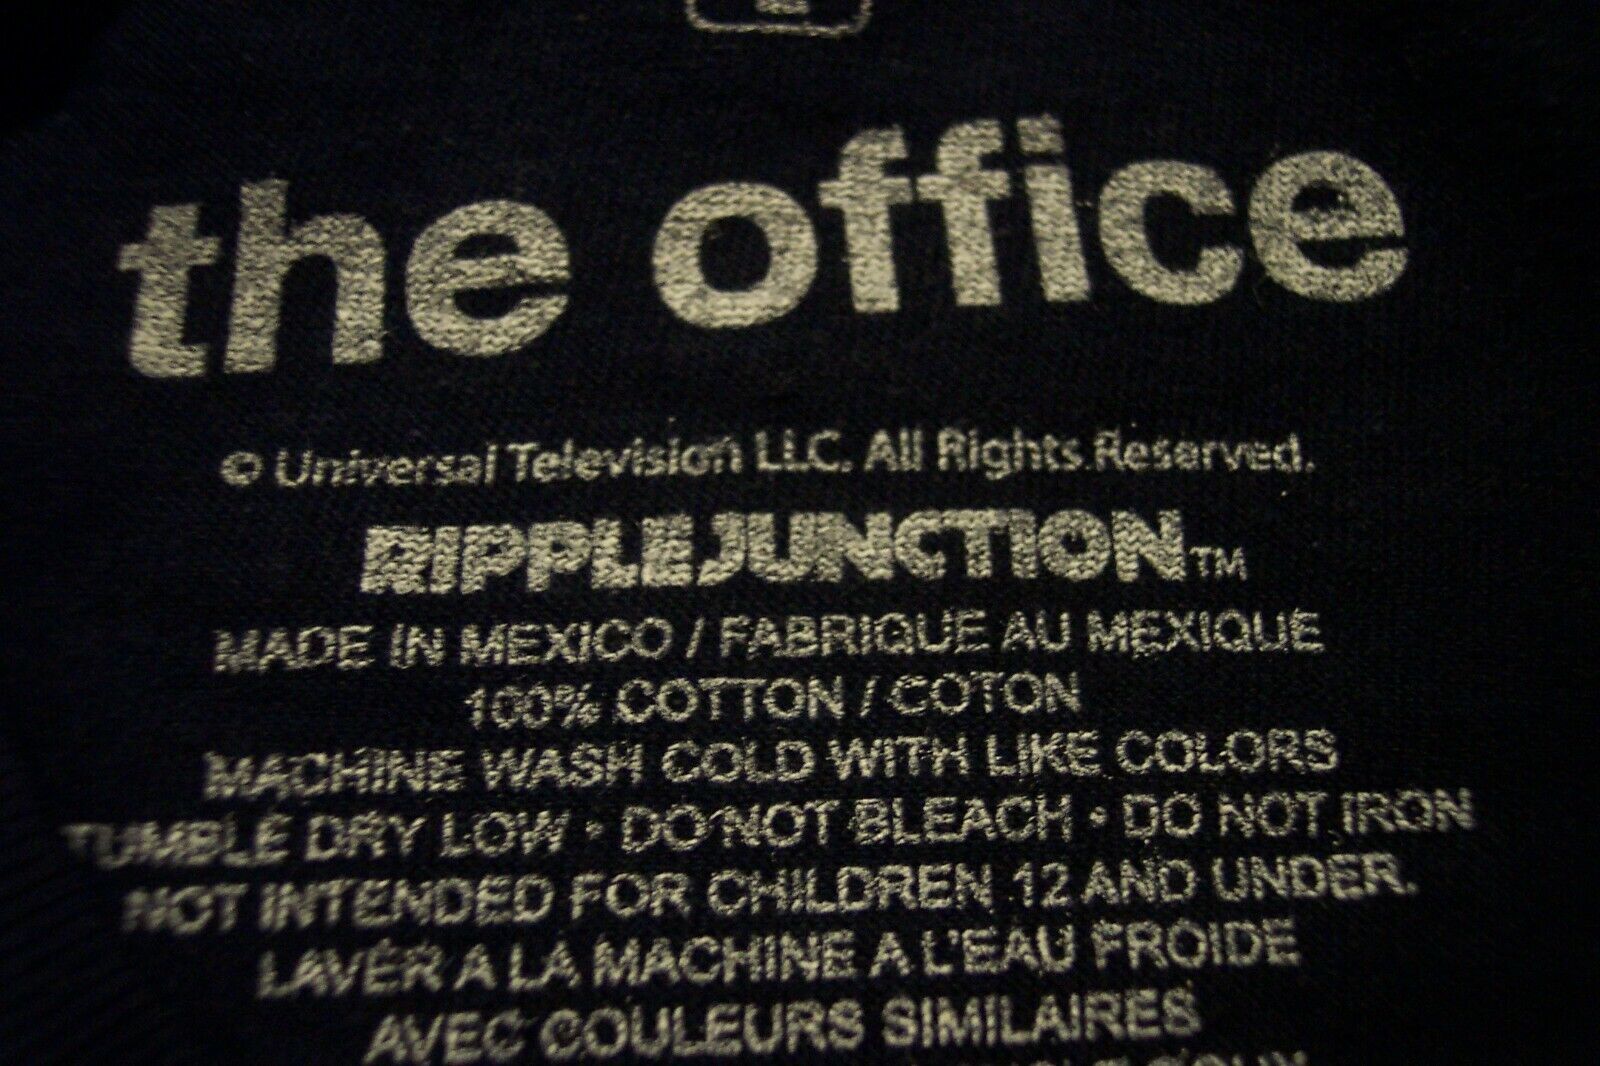 the office
© Universal Television LLC. All Rights Reserved.
RIPPLEJUNCTION™
MADE IN MEXICO / FABRIQUE AU MEXIQUE
100% COTTON / COTON
MACHINE WASH COLD WITH LIKE COLORS
TUMBLE DRY LOW • DO NOT BLEACH • DO NOT IRON
NOT INTENDED FOR CHILDREN 12 AND UNDER.
LAVER A LA MACHINE A L'EAU FROIDE
AVEC COULEURS SIMILAIRES